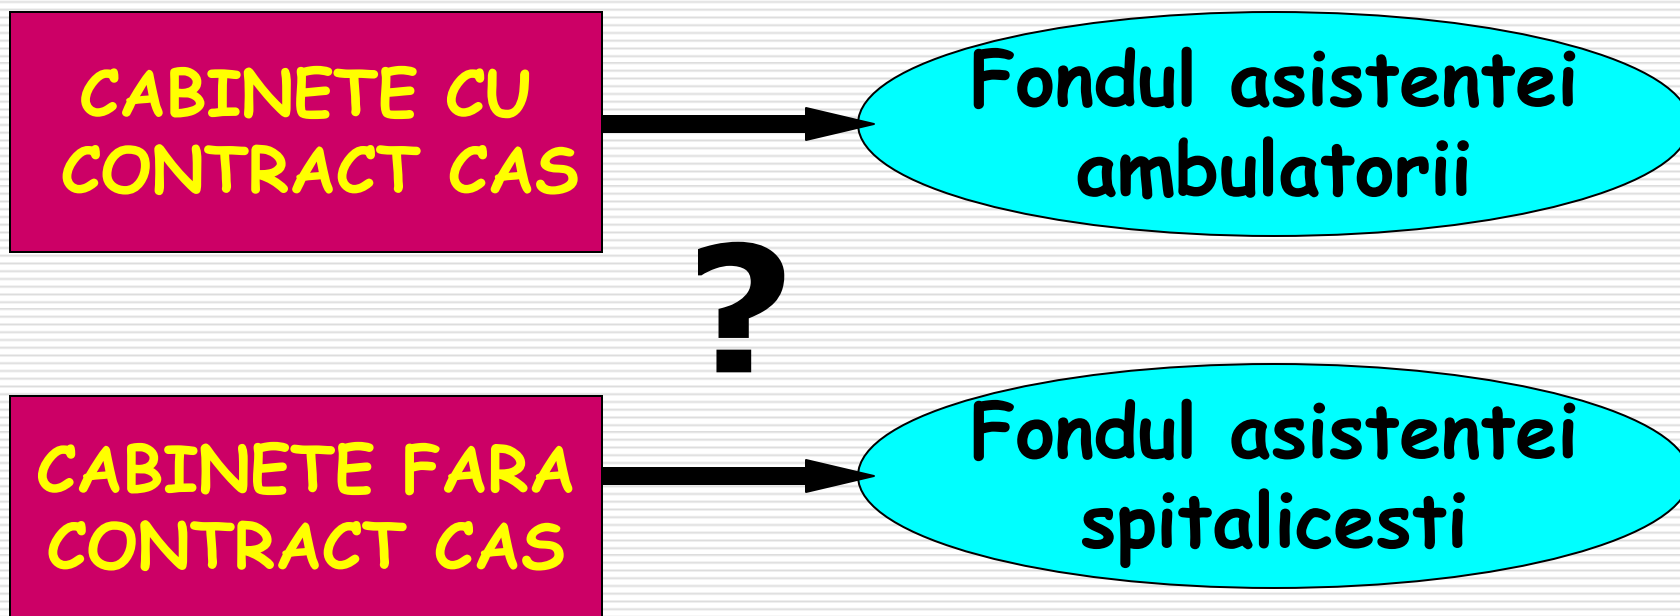 CABINETE CU
CONTRACT CAS
Fondul asistentei
ambulatorii
?
CABINETE FARA
CONTRACT CAS
Fondul asistentei
spitalicesti